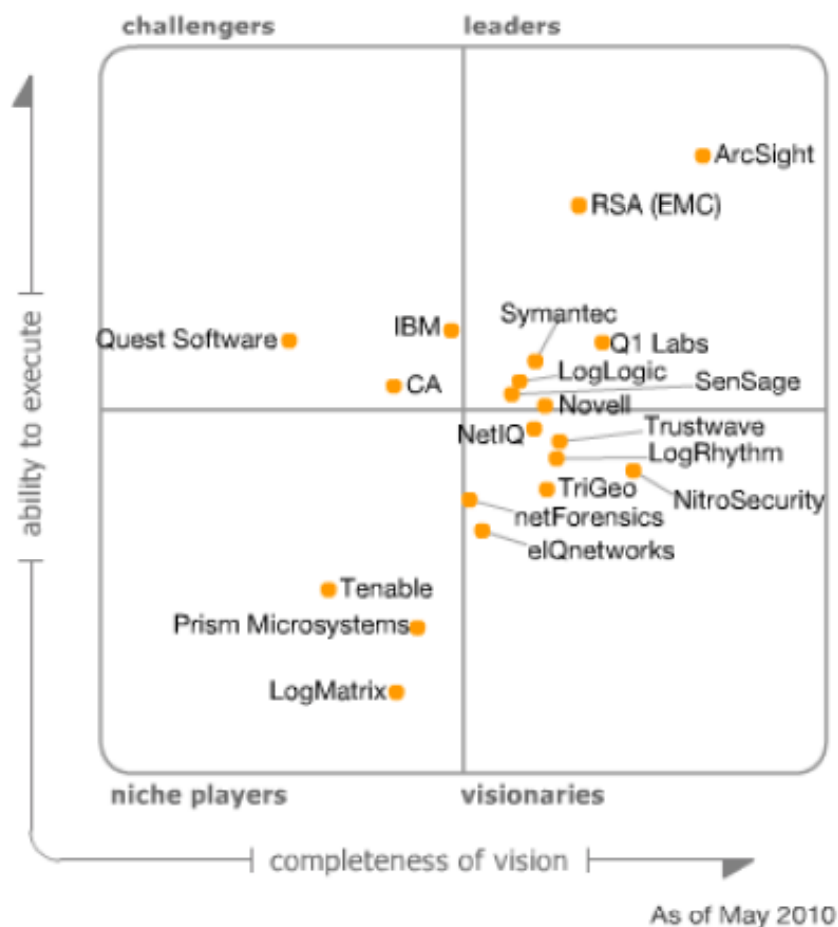 challengers
leaders
ArcSight
RSA (EMC)
Symantec
IBM
Quest Software
Q1 Labs
LogLogic
CA
SenSage
Novell
NetIQ
Trustwave
LogRhythm
TriGeo
NitroSecurity
netForensics
eIQnetworks
Tenable
Prism Microsystems
LogMatrix
niche players
visionaries
ability to execute
completeness of vision
As of May 2010